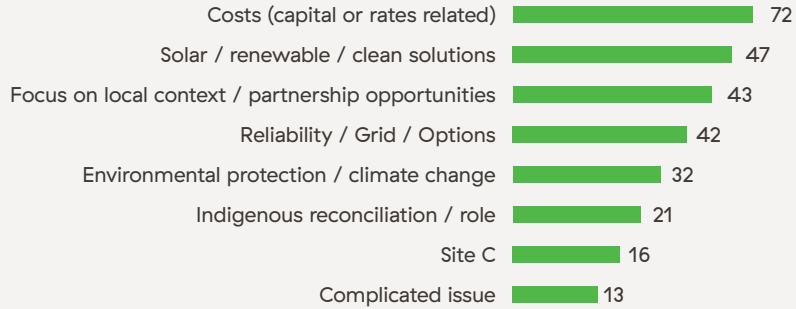 Costs (capital or rates related) 72
Solar / renewable / clean solutions 47
Focus on local context / partnership opportunities 43
Reliability / Grid / Options 42
Environmental protection / climate change 32
Indigenous reconciliation / role 21
Site C 16
Complicated issue 13